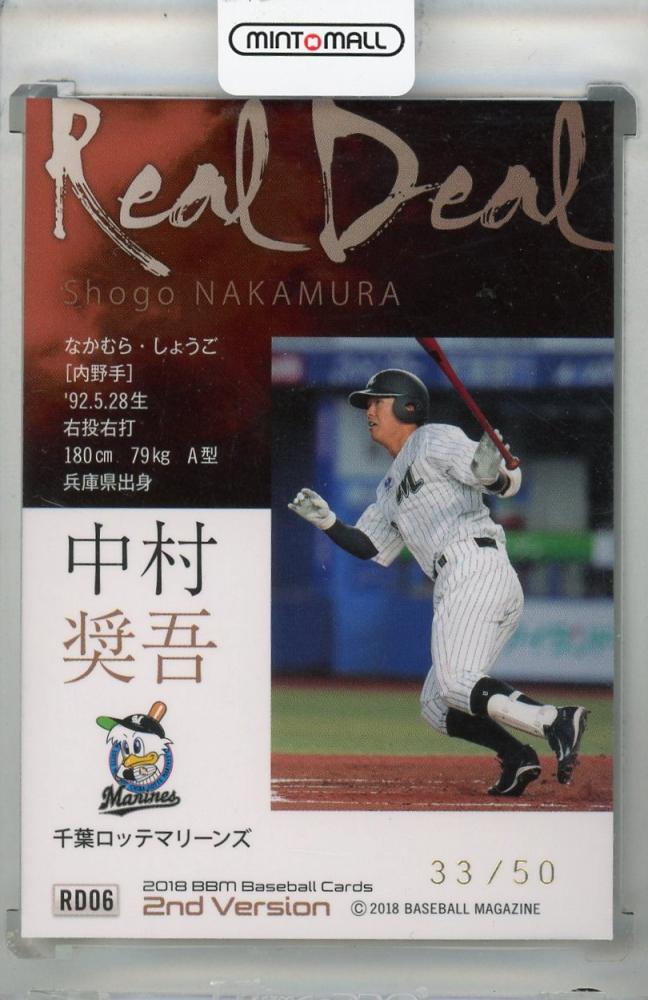 MINT MALL
Real Deal
Shogo NAKAMURA
なかむら・しょうご
[内野手]
'92.5.28生
右投右打
180cm 79kg A型
兵庫県出身
中村
奨吾
Marines
千葉ロッテマリーンズ
33/50
RD06
2018 BBM Baseball Cards
2nd Version
©2018 BASEBALL MAGAZINE